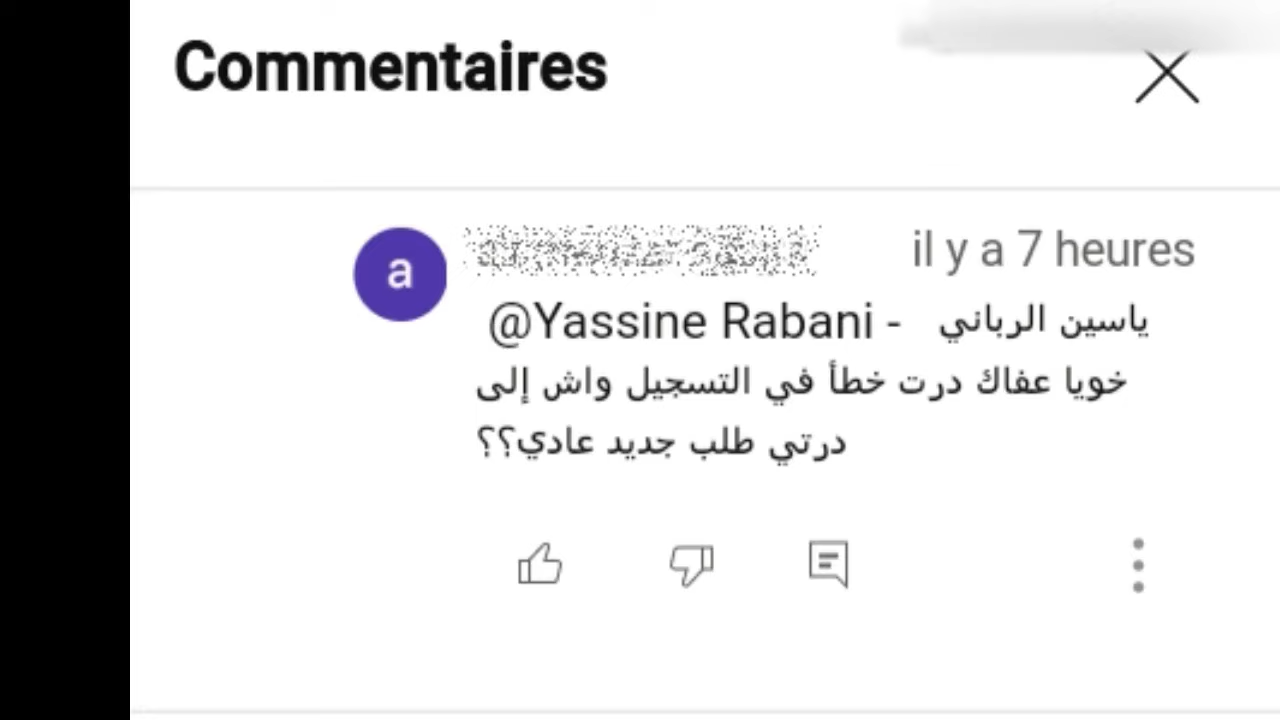 Commentaires
a
il y a 7 heures
@Yassine Rabani - ياسين الرباني
خويا عفاك درت خطأ في التسجيل واش إلى
درتي طلب جديد عادي؟؟